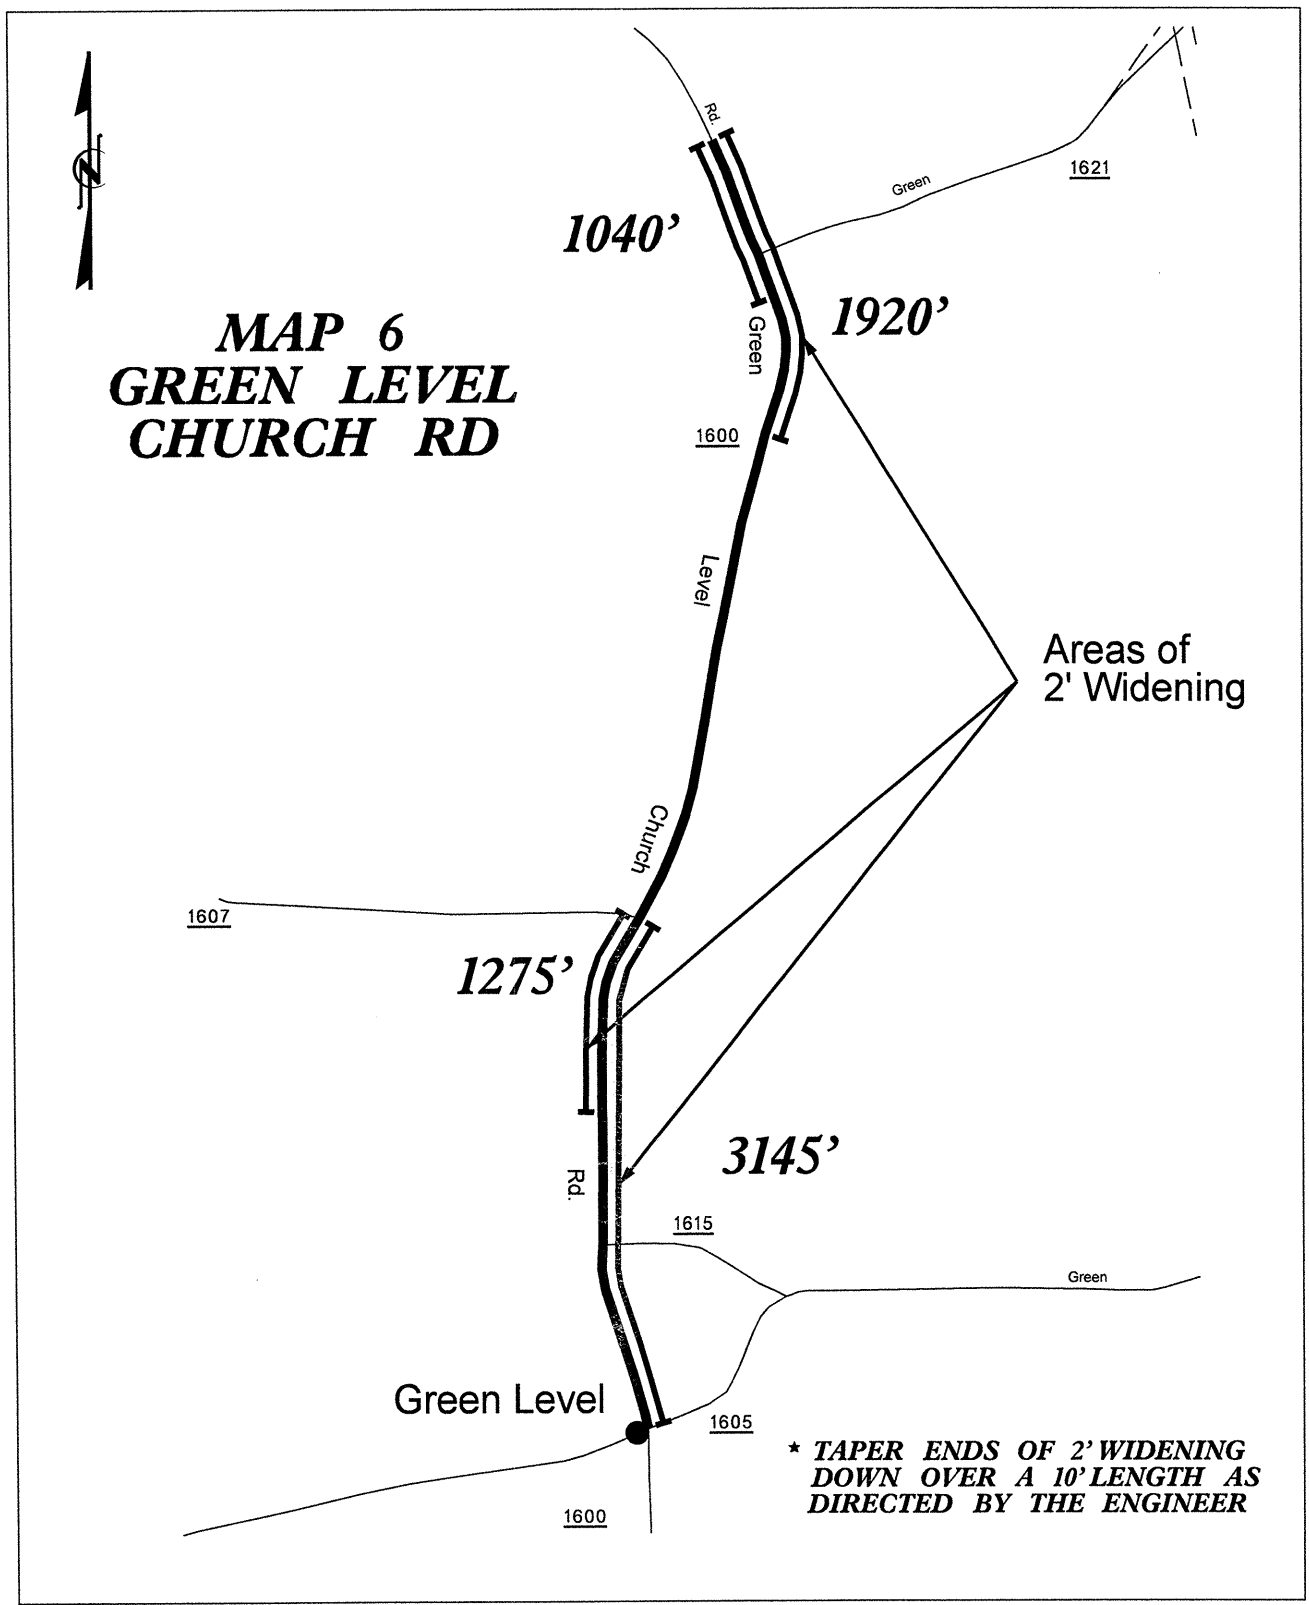 Rd.
1621
Green
N
1040’
1920’
MAP 6
GREEN LEVEL
CHURCH RD
Green
1600
Level
Areas of
2' Widening
Church
1607
1275’
3145’
Rd.
1615
Green
Green Level
1605
* TAPER ENDS OF 2’ WIDENING
DOWN OVER A 10’ LENGTH AS
DIRECTED BY THE ENGINEER
1600